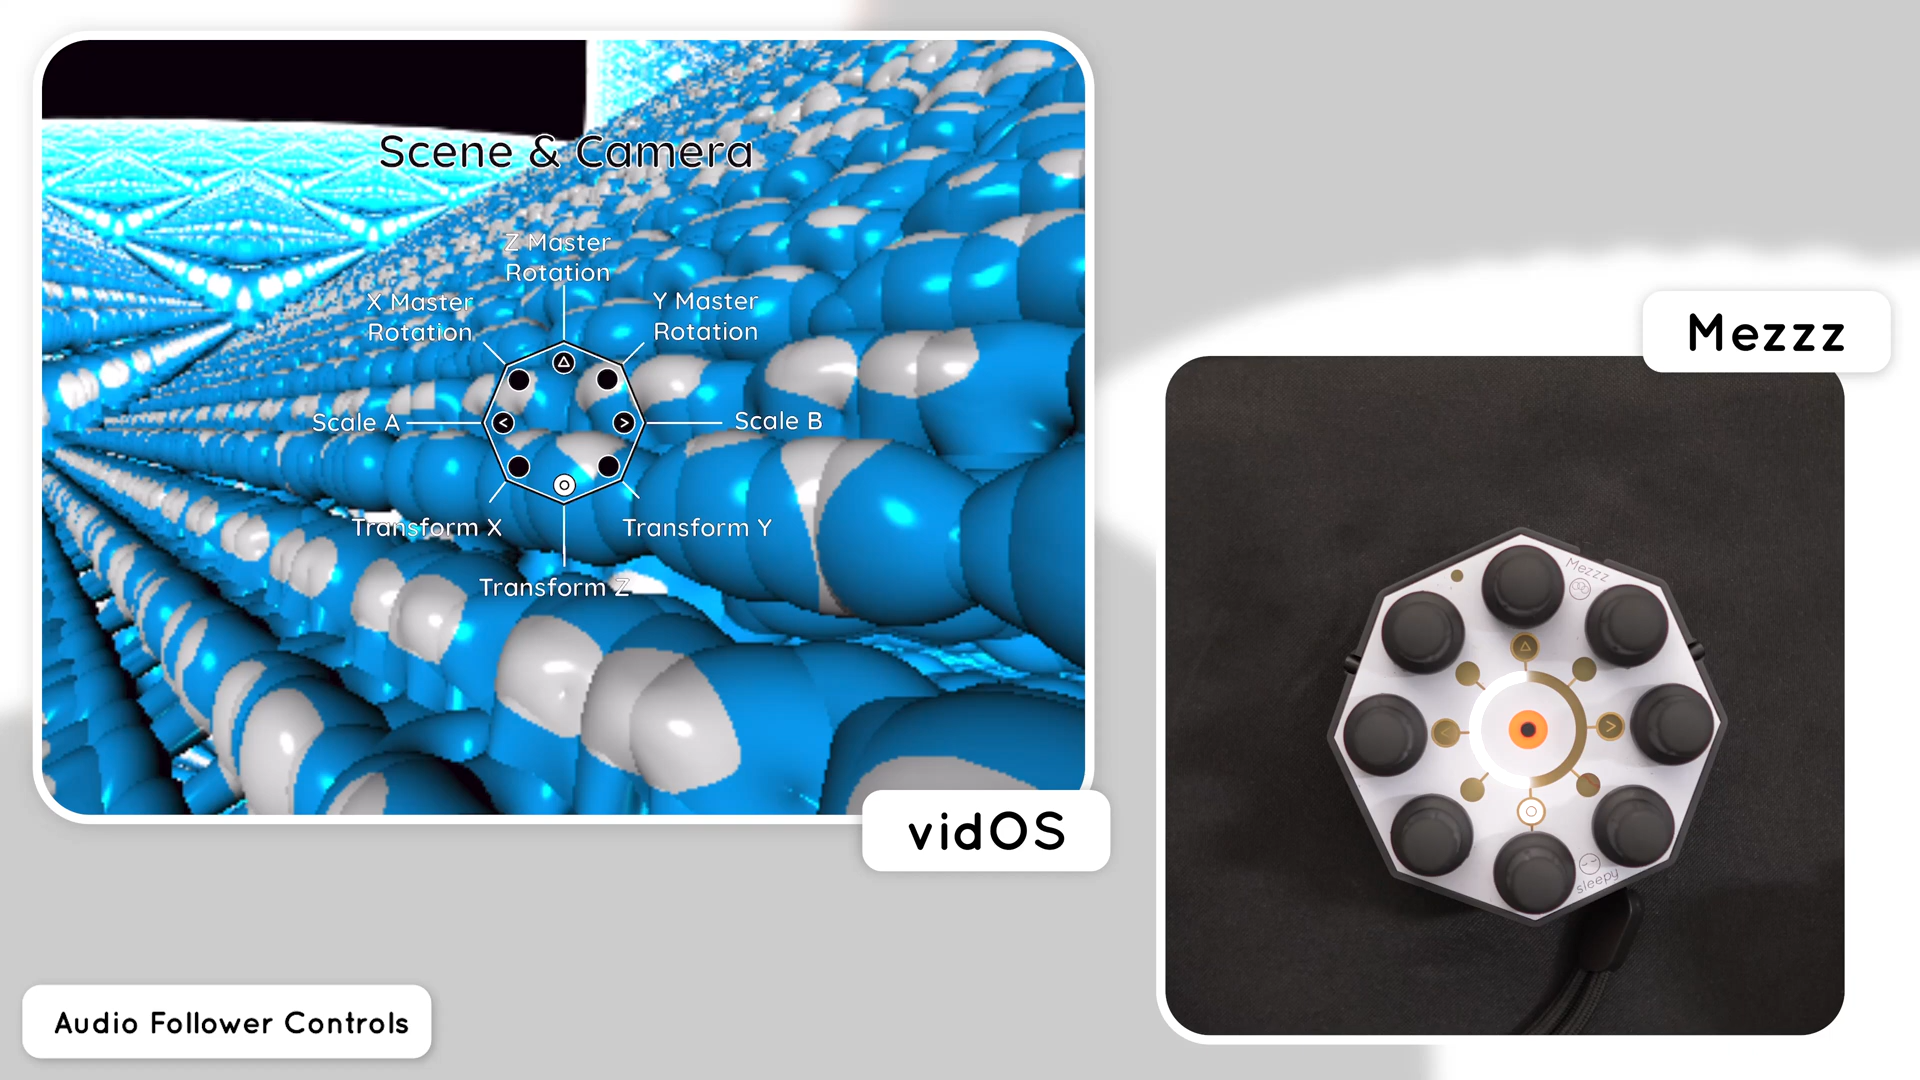 Scene & Camera
Z Master
Rotation
X Master
Rotation
Y Master
Rotation
Scale A
Scale B
Transform X
Transform Y
Transform Z
vidOS
Mezzz
Mezzz
sleepy
Audio Follower Controls